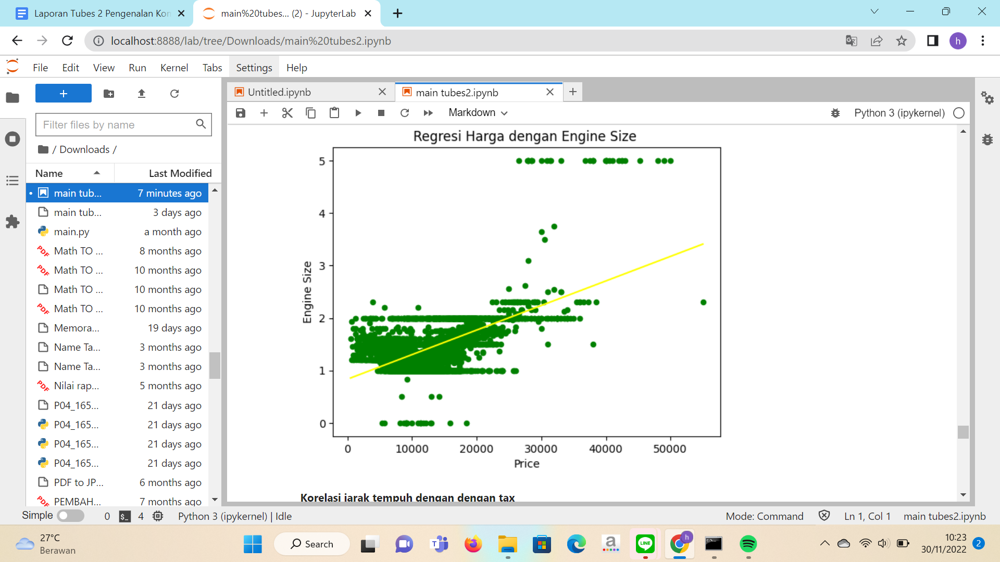 Laporan Tubes 2 Pengenalan Kon
main%20tubes... (2) - JupyterLab
localhost:8888/lab/tree/Downloads/main%20tubes2.ipynb
h
File Edit View Run Kernel Tabs Settings Help
Untitled.ipynb
main tubes2.ipynb
Markdown
Python 3 (ipykernel)
Filter files by name
/ Downloads /
Name Last Modified
main tub... 7 minutes ago
main tub... 3 days ago
main.py a month ago
Math TO ... 8 months ago
Math TO ... 10 months ago
Math TO ... 10 months ago
Math TO ... 10 months ago
Memora... 19 days ago
Name Ta... 3 months ago
Name Ta... 3 months ago
Nilai rap... 5 months ago
P04_165... 21 days ago
P04_165... 21 days ago
P04_165... 21 days ago
P04_165... 21 days ago
PDF to JP... 6 months ago
PEMBAH... 7 months ago
Regresi Harga dengan Engine Size
Engine Size
5
4
3
2
1
0
0 10000 20000 30000 40000 50000
Price
Korelasi jarak tempuh dengan dengan tax
Simple 0 $_ 4 Python 3 (ipykernel) | Idle
Mode: Command Ln 1, Col 1 main tubes2.ipynb
27°C
Berawan
Search
LINE
h
10:23
30/11/2022
2